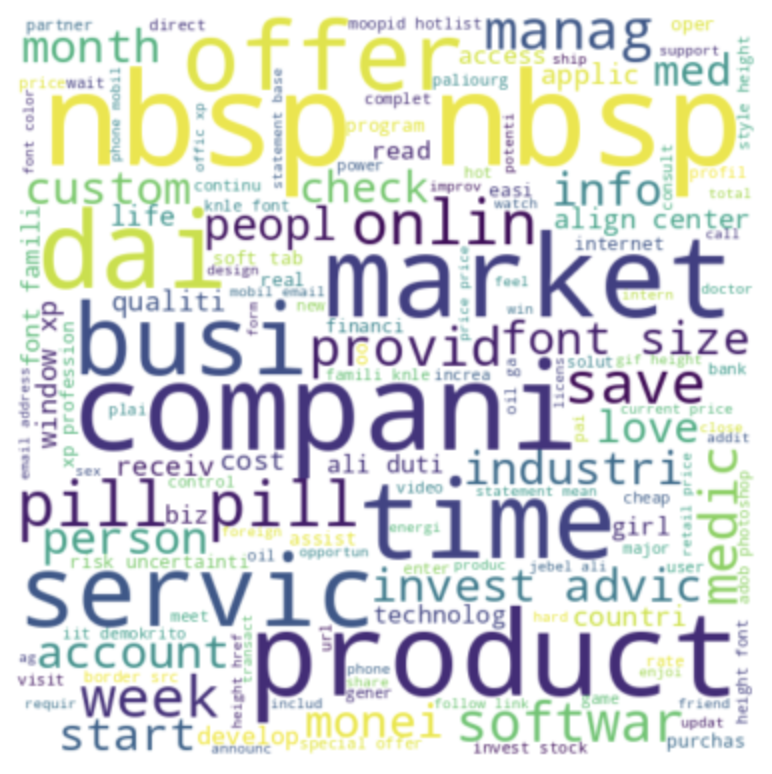 partner direct moopid hotlist manag oper
month offer access ship support
pricewait paliourg applic med
nbsp nbsp
font color
phone mobil
offic xp
statement base
complet
program
power read
potenti
style height
hot
profil
custom continu check improv easi info consult total
knle font watch
life peopl onlin align center
dai soft tab internet call
font famili
design real market
feel doctor
qualiti mobil email new win intern
price price
form
window xp
xp profession
busi financi
provid font size
famili knle increa solut gif height bank
oil ga
licens
save
compani
plai
email address
pai
love current price
close
addit
sex receiv cost ali duti industri
control video statement mean cheap
retail price
medic
adob photoshop
pill pill biz time girl
foreign assist energi major
person
risk uncertainti oil opportun enter produc jebel ali user
servic invest advic
meet technolog hard countri
iit demokrito
transact
url
height href
ag account product
visit border src phone rate
share enjoi
height font
requir week includ gener follow link game friend
start develop monei softwar updat
announc special offer invest stock purchas